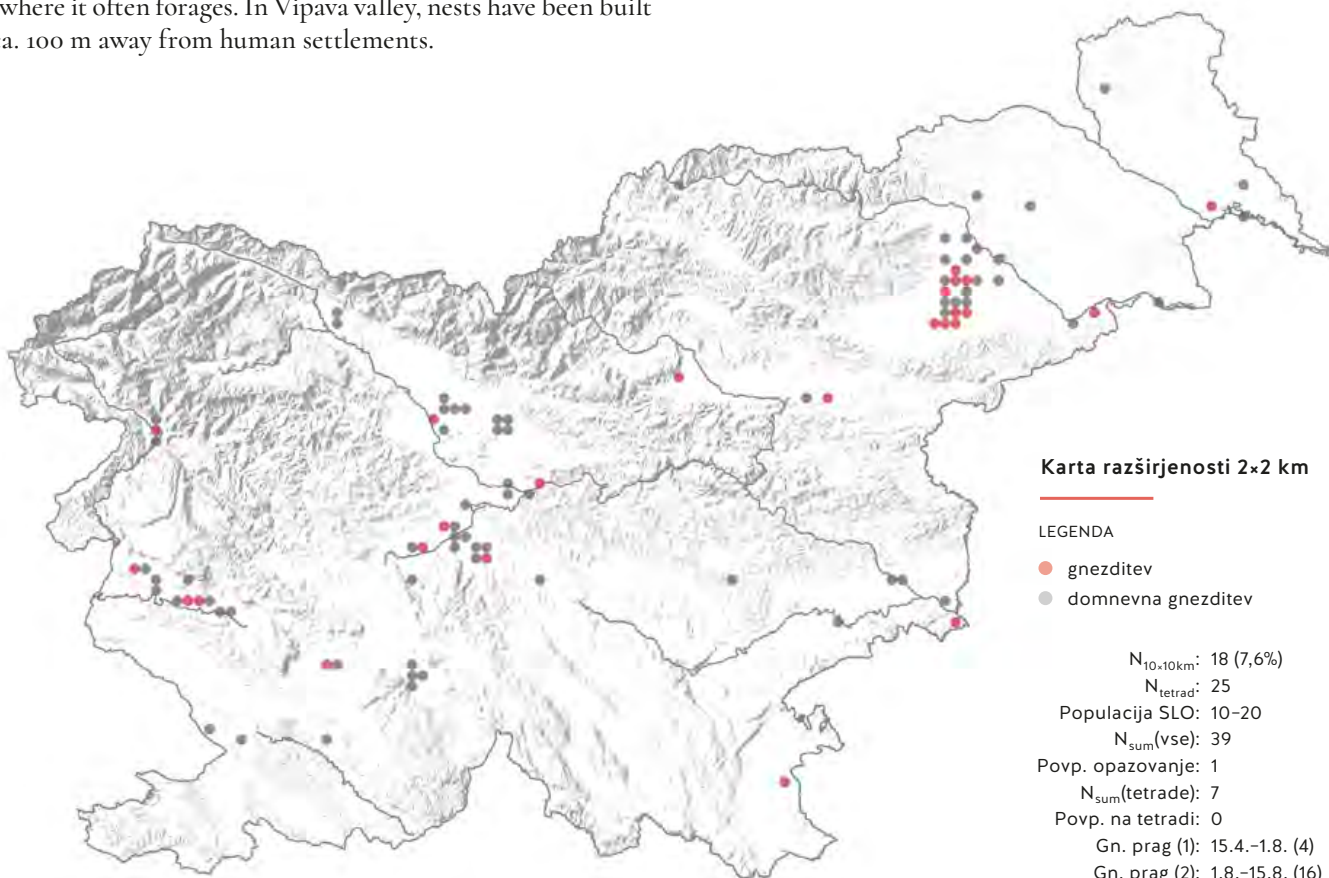 where it often forages. In Vipava valley, nests have been built
ca. 100 m away from human settlements.
Karta razširjenosti 2×2 km
LEGENDA
gnezditev
domnevna gnezditev
N10×10km: 18 (7,6%)
Ntetrad: 25
Populacija SLO: 10–20
Nsum(vse): 39
Povp. opazovanje: 1
Nsum(tetrade): 7
Povp. na tetradi: 0
Gn. prag (1): 15.4.–1.8. (4)
Gn. prag (2): 1.8.–15.8. (16)